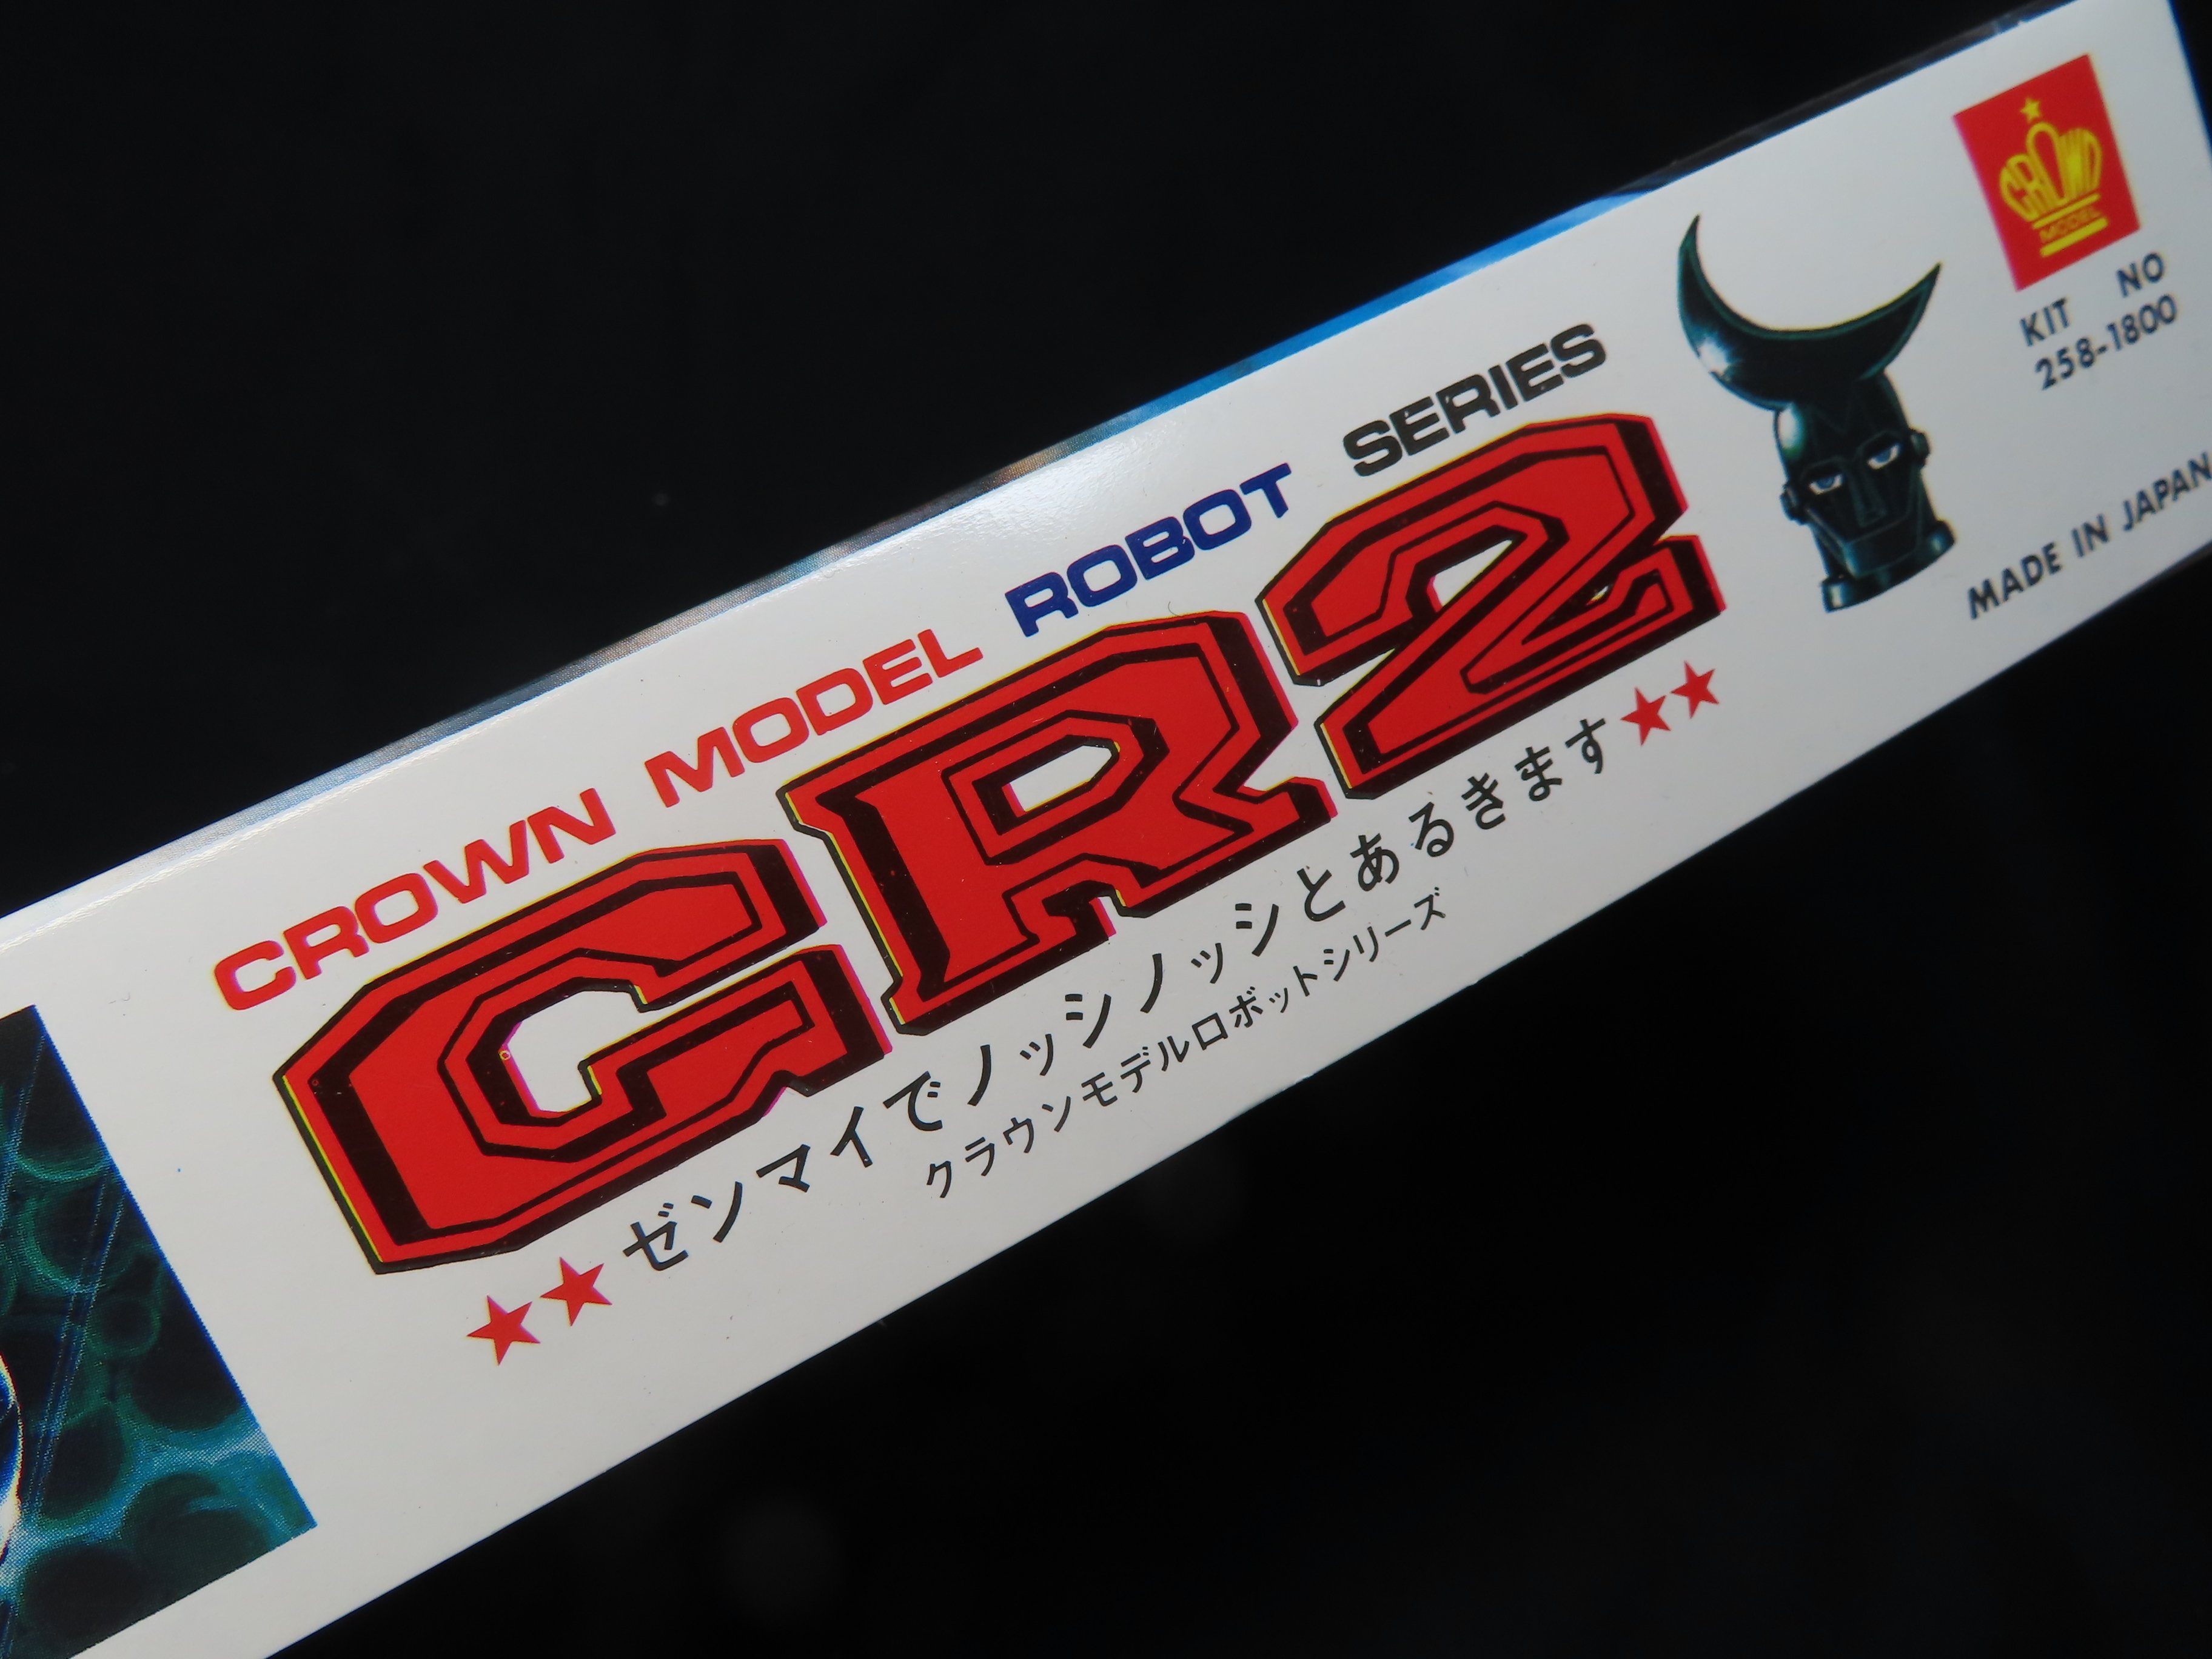 CROWN MODEL ROBOT SERIES
GR2
★★ゼンマイでノッシノッシとあるきます★★
クラウンモデルロボットシリーズ
CROWN
MODEL
KIT NO
258-1800
MADE IN JAPAN